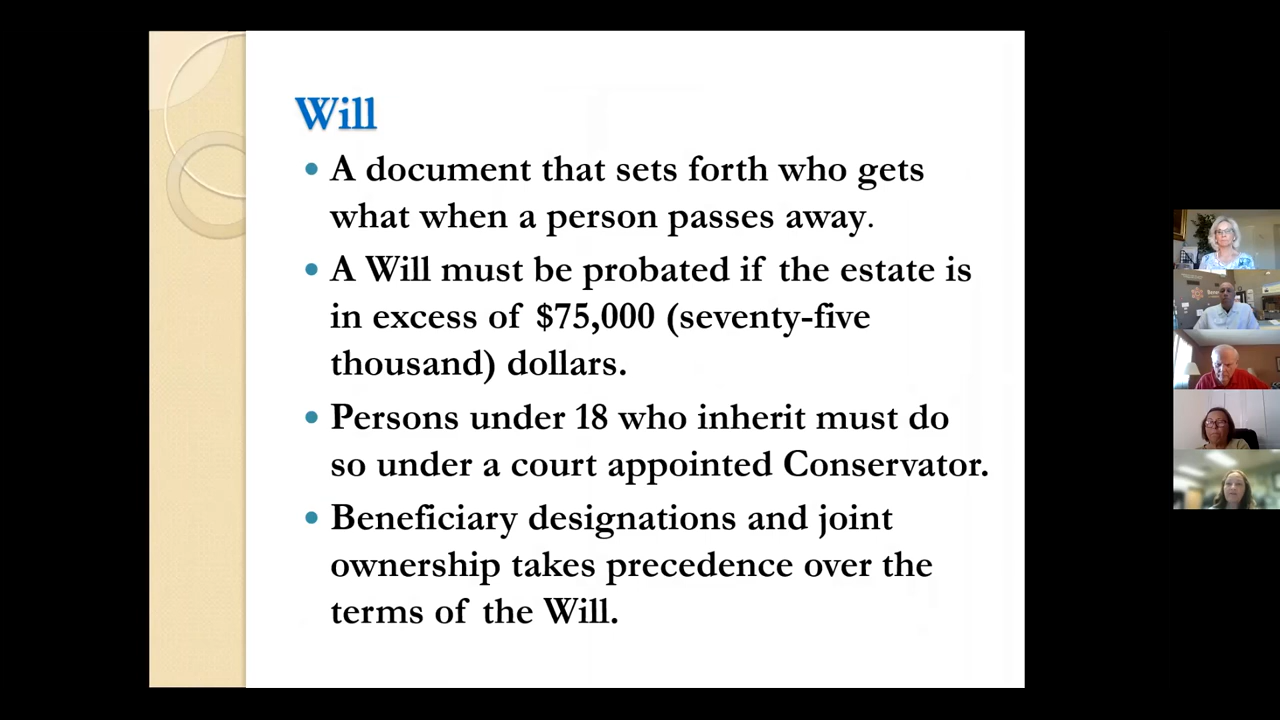 Will
• A document that sets forth who gets
what when a person passes away.
• A Will must be probated if the estate is
in excess of $75,000 (seventy-five
thousand) dollars.
• Persons under 18 who inherit must do
so under a court appointed Conservator.
• Beneficiary designations and joint
ownership takes precedence over the
terms of the Will.